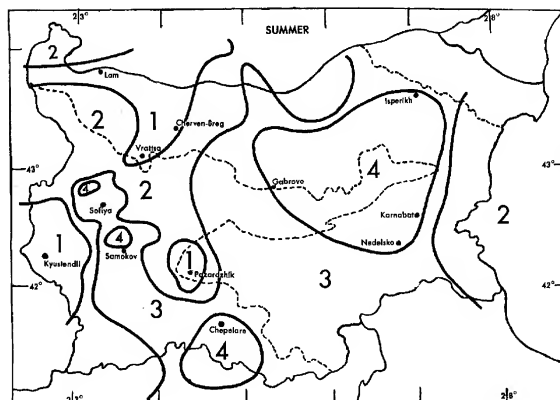 23° 28°
SUMMER
2
Lom
Isperikh
2 1
Cherven-Breg
Vratsa
43° 43°
4
2
Gabrovo
4
Sofiya
Karnobat
2
1
4
Nedelsko
Samokov
1
Kyustendil
Pazardzhik
42° 3 42°
3
Chepelare
4
23° 28°